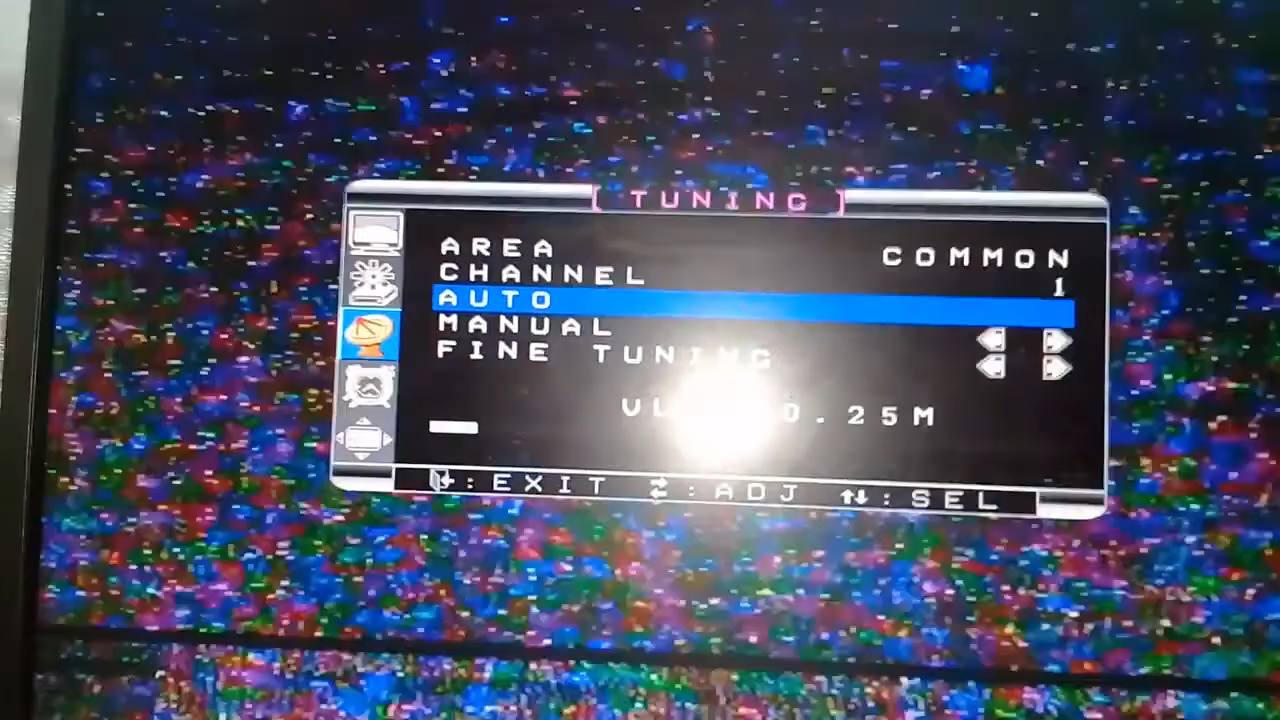 [ TUNING ]
AREA COMMON
CHANNEL 1
AUTO
MANUAL
FINE TUNING
0.25M
: EXIT : ADJ : SEL